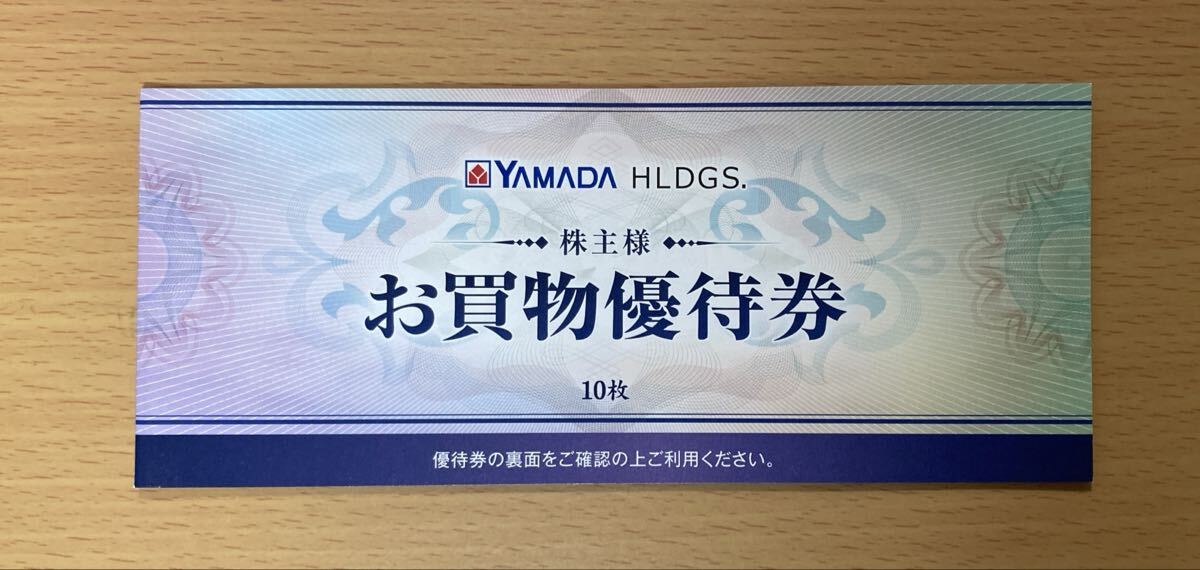 YAMADA HLDGS.
株主様
お買物優待券
10枚
優待券の裏面をご確認の上ご利用ください。